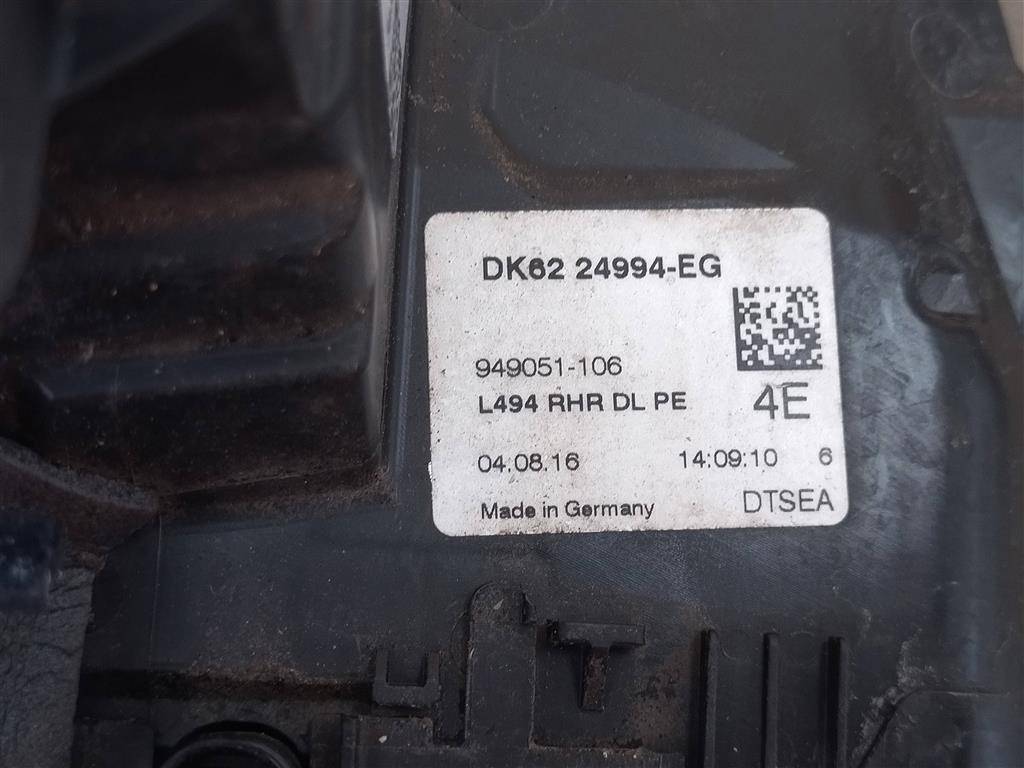 DK62 24994-EG
949051-106
L494 RHR DL PE 4E
04.08.16 14:09:10 6
Made in Germany DTSEA